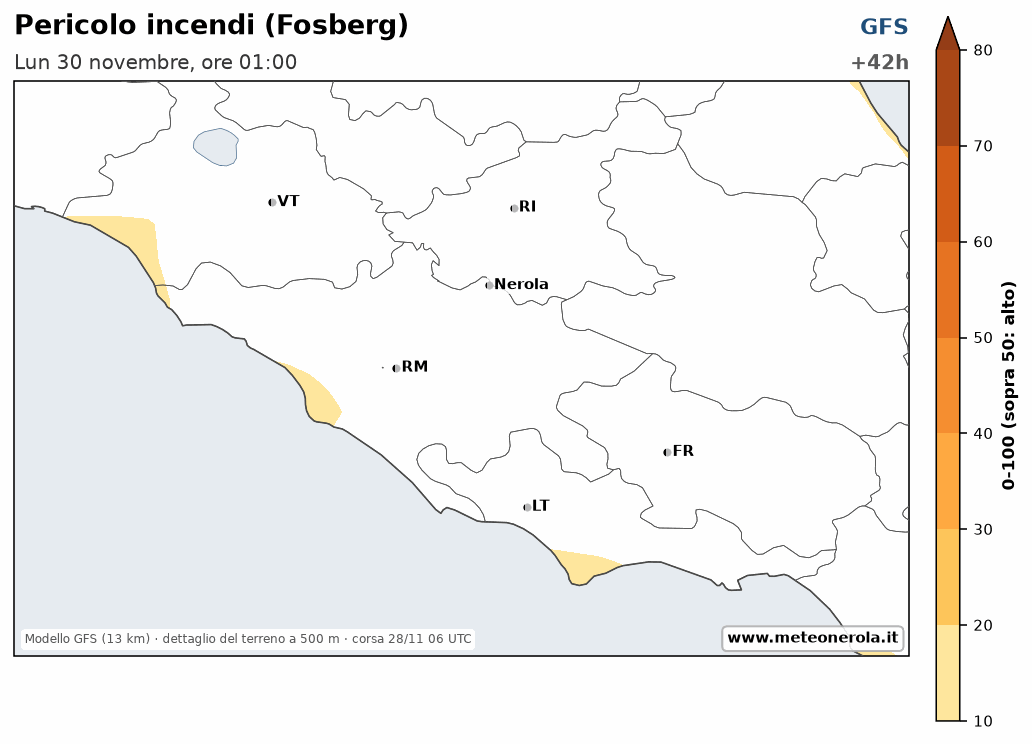 Pericolo incendi (Fosberg)
GFS
Lun 30 novembre, ore 01:00
+42h
VT
RI
Nerola
RM
FR
LT
Modello GFS (13 km) · dettaglio del terreno a 500 m · corsa 28/11 06 UTC
www.meteonerola.it
80
70
60
50
40
30
20
10
0-100 (sopra 50: alto)